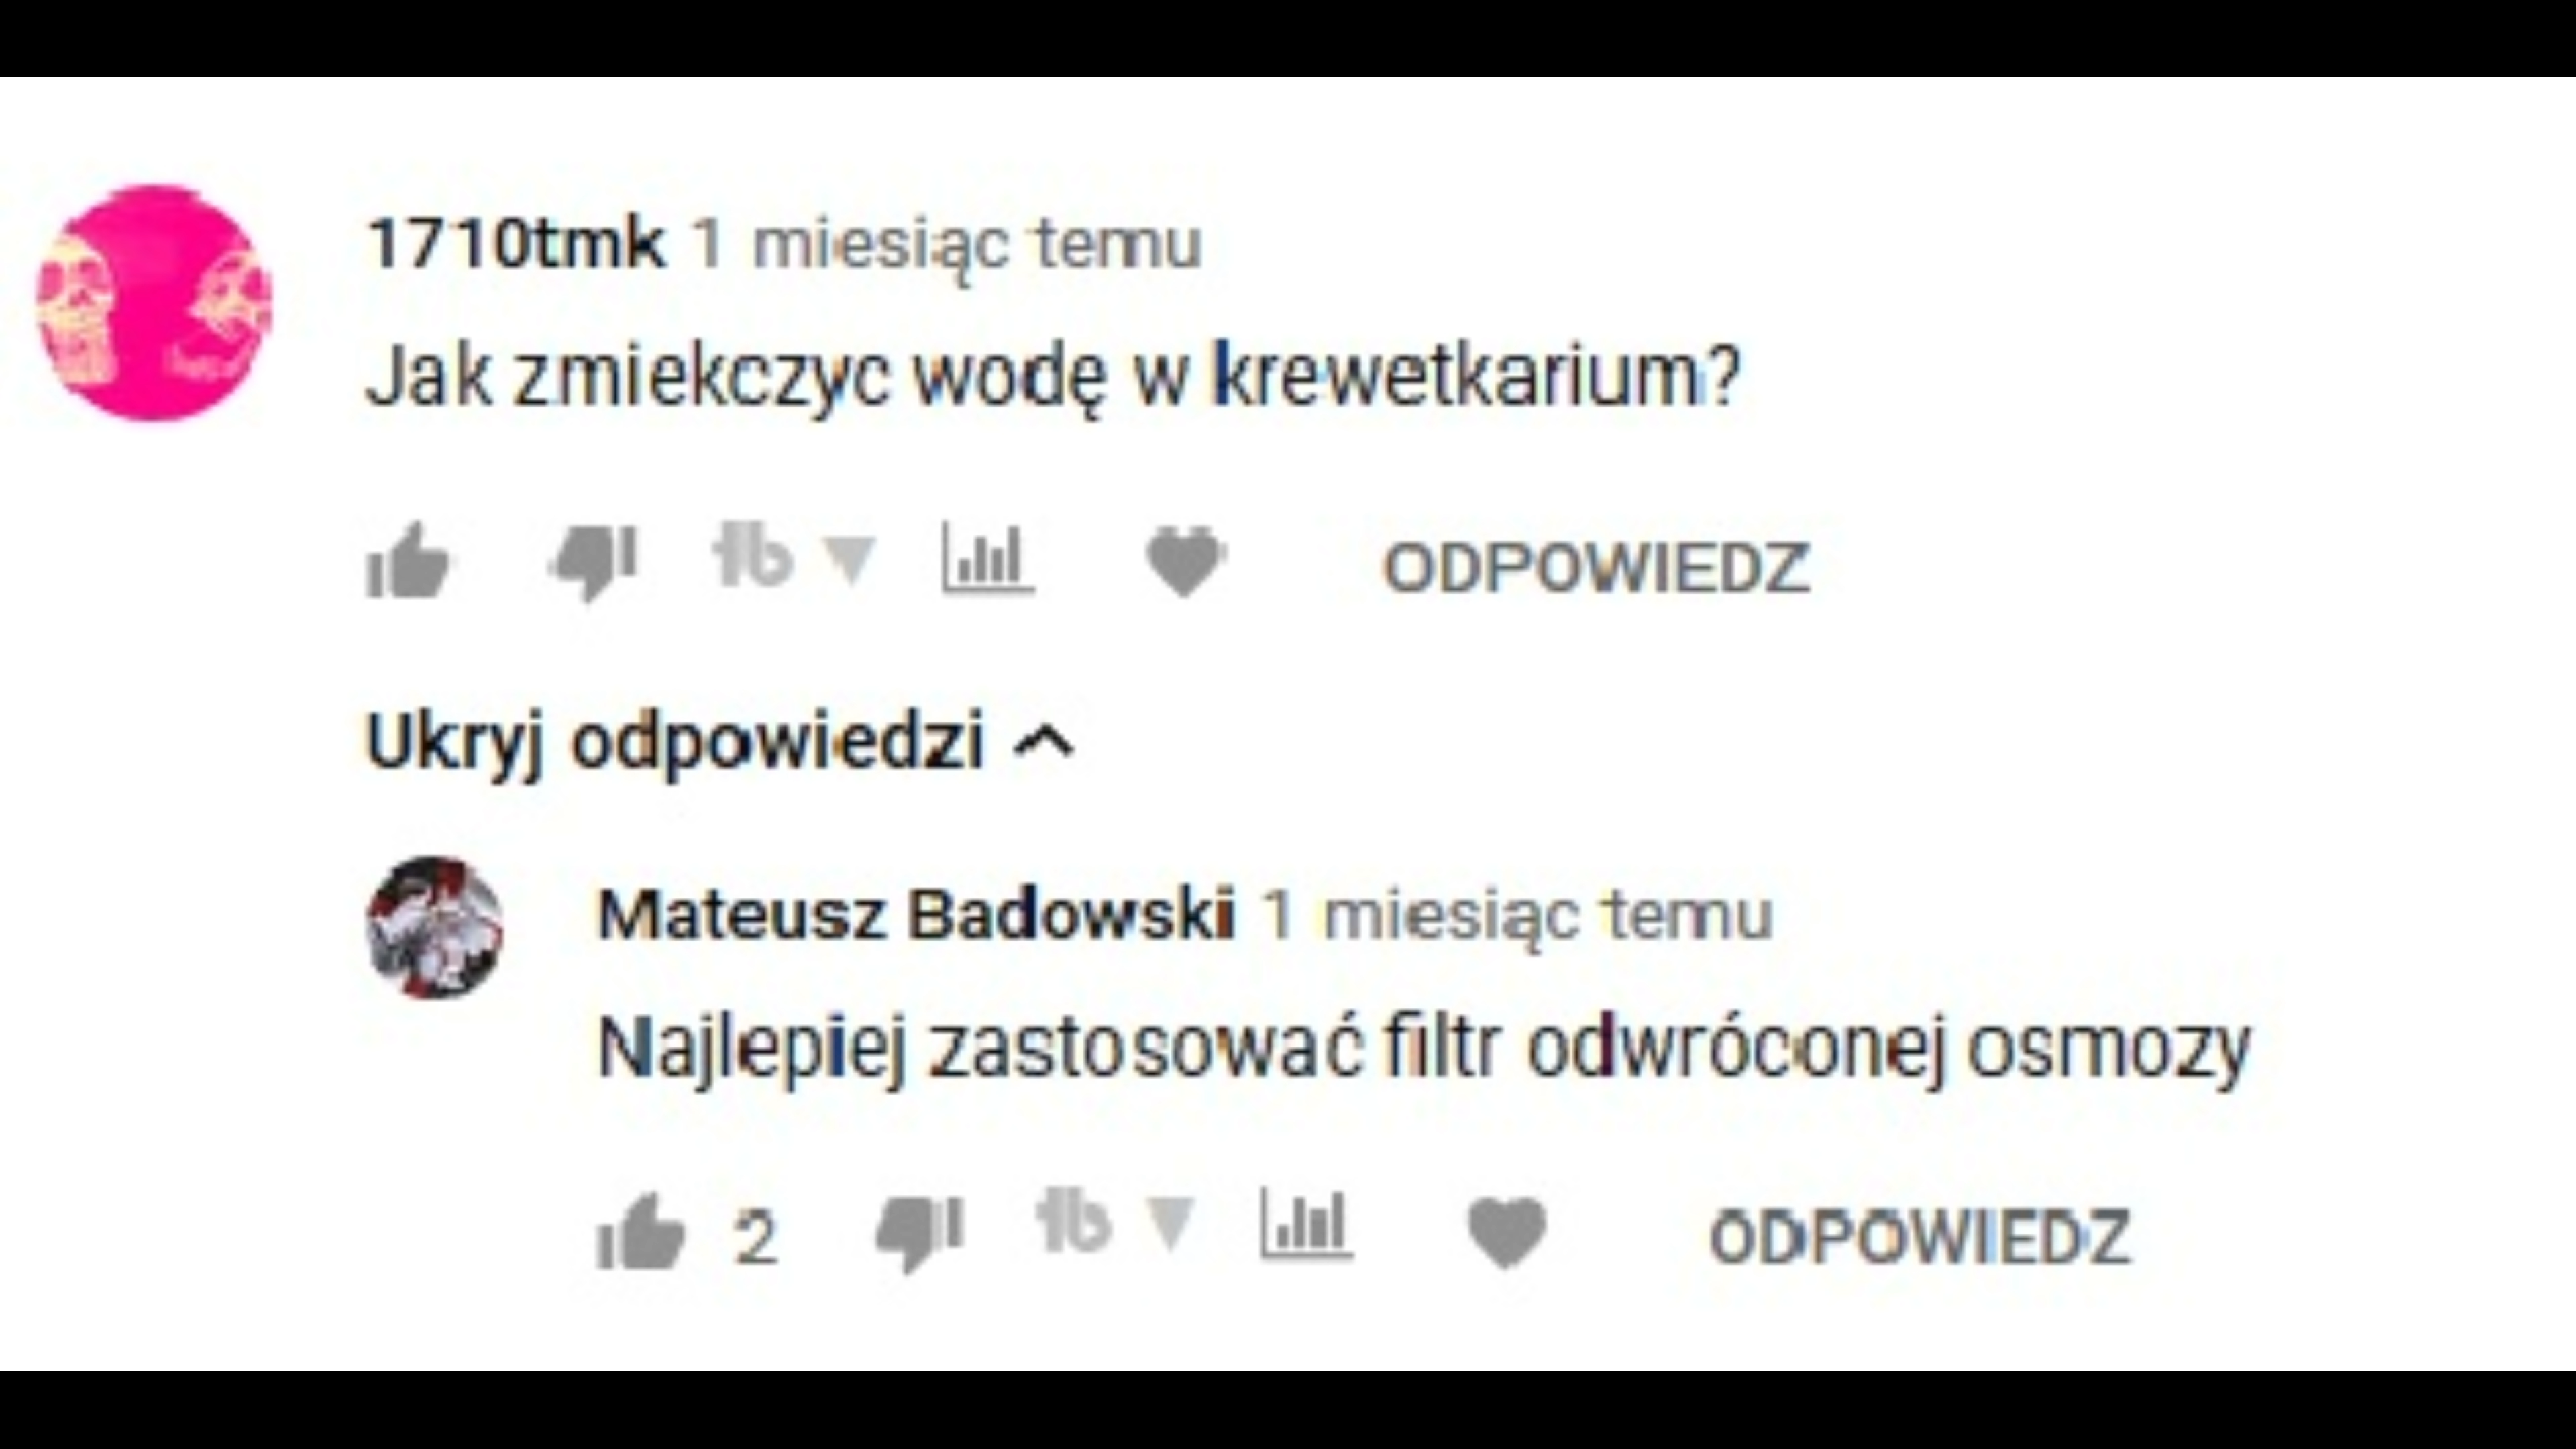 1710tmk 1 miesiąc temu
Jak zmiekczyc wodę w krewetkarium?
ODPOWIEDZ
Ukryj odpowiedzi
Mateusz Badowski 1 miesiąc temu
Najlepiej zastosować filtr odwróconej osmozy
2 ODPOWIEDZ